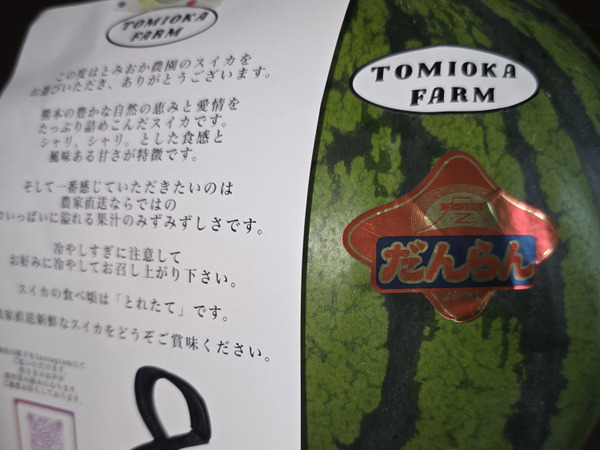 TOMIOKA
FARM
この度はとみおか農園のスイカを
お選びいただき、ありがとうございます。
熊本の豊かな自然の恵みと愛情を
たっぷり詰めこんだスイカです。
シャリ。シャリ。とした食感と
風味ある甘さが特徴です。
そして一番感じていただきたいのは
農家直送ならではの
いっぱいに溢れる果汁のみずみずしさです。
冷やしすぎに注意して
お好みに冷やしてお召し上がり下さい。
スイカの食べ頃は「とれたて」です。
家直送新鮮なスイカをどうぞご賞味ください。
TOMIOKA
FARM
だんらん